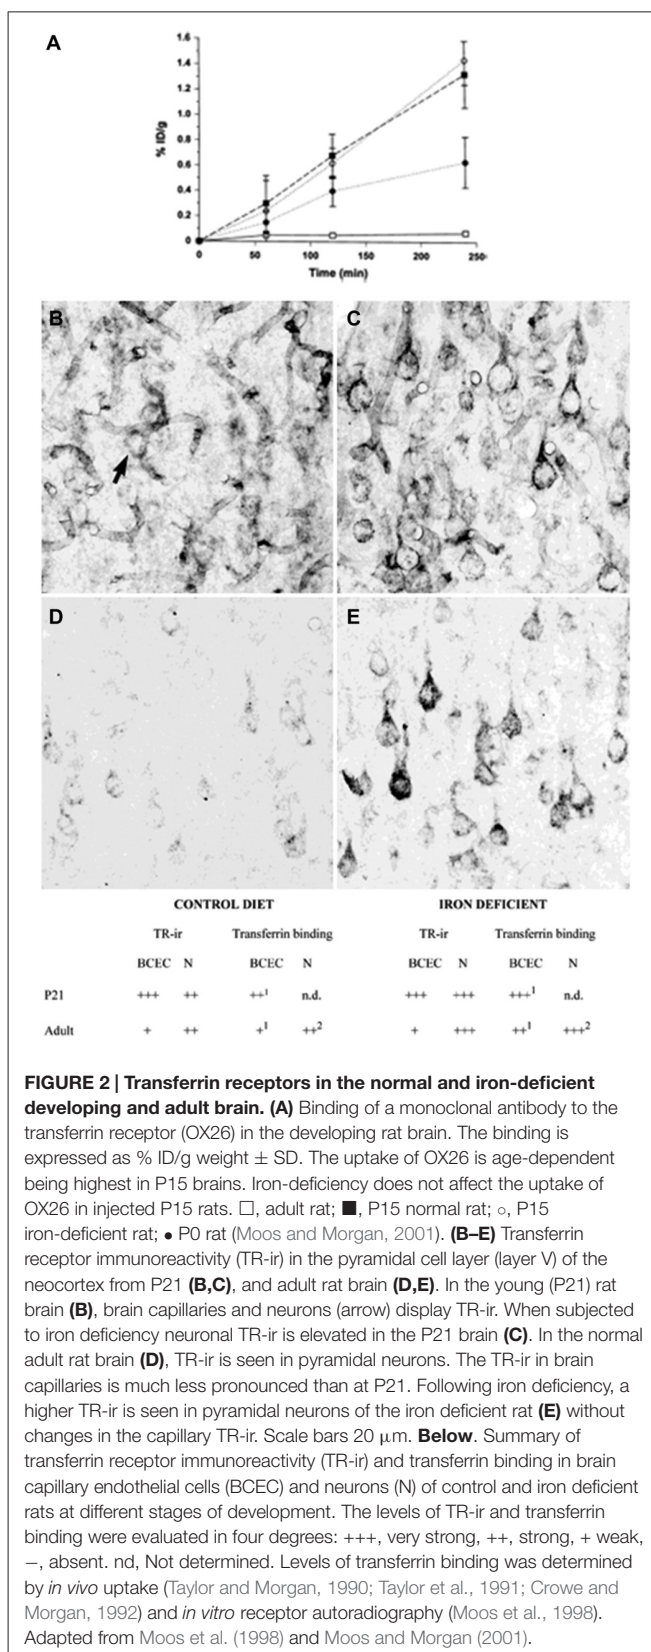 A
1.6
1.4
1.2
1.0
0.8
0.6
0.4
0.2
0
% ID/g
0 50 100 150 200 250
Time (min)
B C
D E
CONTROL DIET IRON DEFICIENT
TR-ir Transferrin binding TR-ir Transferrin binding
BCEC N BCEC N BCEC N BCEC N
P21 +++ ++ ++¹ n.d. +++ +++ +++¹ n.d.
Adult + ++ +¹ ++² + +++ ++¹ +++²
FIGURE 2 | Transferrin receptors in the normal and iron-deficient
developing and adult brain. (A) Binding of a monoclonal antibody to the
transferrin receptor (OX26) in the developing rat brain. The binding is
expressed as % ID/g weight ± SD. The uptake of OX26 is age-dependent
being highest in P15 brains. Iron-deficiency does not affect the uptake of
OX26 in injected P15 rats. □, adult rat; ■, P15 normal rat; ○, P15
iron-deficient rat; ● P0 rat (Moos and Morgan, 2001). (B–E) Transferrin
receptor immunoreactivity (TR-ir) in the pyramidal cell layer (layer V) of the
neocortex from P21 (B,C), and adult rat brain (D,E). In the young (P21) rat
brain (B), brain capillaries and neurons (arrow) display TR-ir. When subjected
to iron deficiency neuronal TR-ir is elevated in the P21 brain (C). In the normal
adult rat brain (D), TR-ir is seen in pyramidal neurons. The TR-ir in brain
capillaries is much less pronounced than at P21. Following iron deficiency, a
higher TR-ir is seen in pyramidal neurons of the iron deficient rat (E) without
changes in the capillary TR-ir. Scale bars 20 μm. Below. Summary of
transferrin receptor immunoreactivity (TR-ir) and transferrin binding in brain
capillary endothelial cells (BCEC) and neurons (N) of control and iron deficient
rats at different stages of development. The levels of TR-ir and transferrin
binding were evaluated in four degrees: +++, very strong, ++, strong, + weak,
−, absent. nd, Not determined. Levels of transferrin binding was determined
by in vivo uptake (Taylor and Morgan, 1990; Taylor et al., 1991; Crowe and
Morgan, 1992) and in vitro receptor autoradiography (Moos et al., 1998).
Adapted from Moos et al. (1998) and Moos and Morgan (2001).